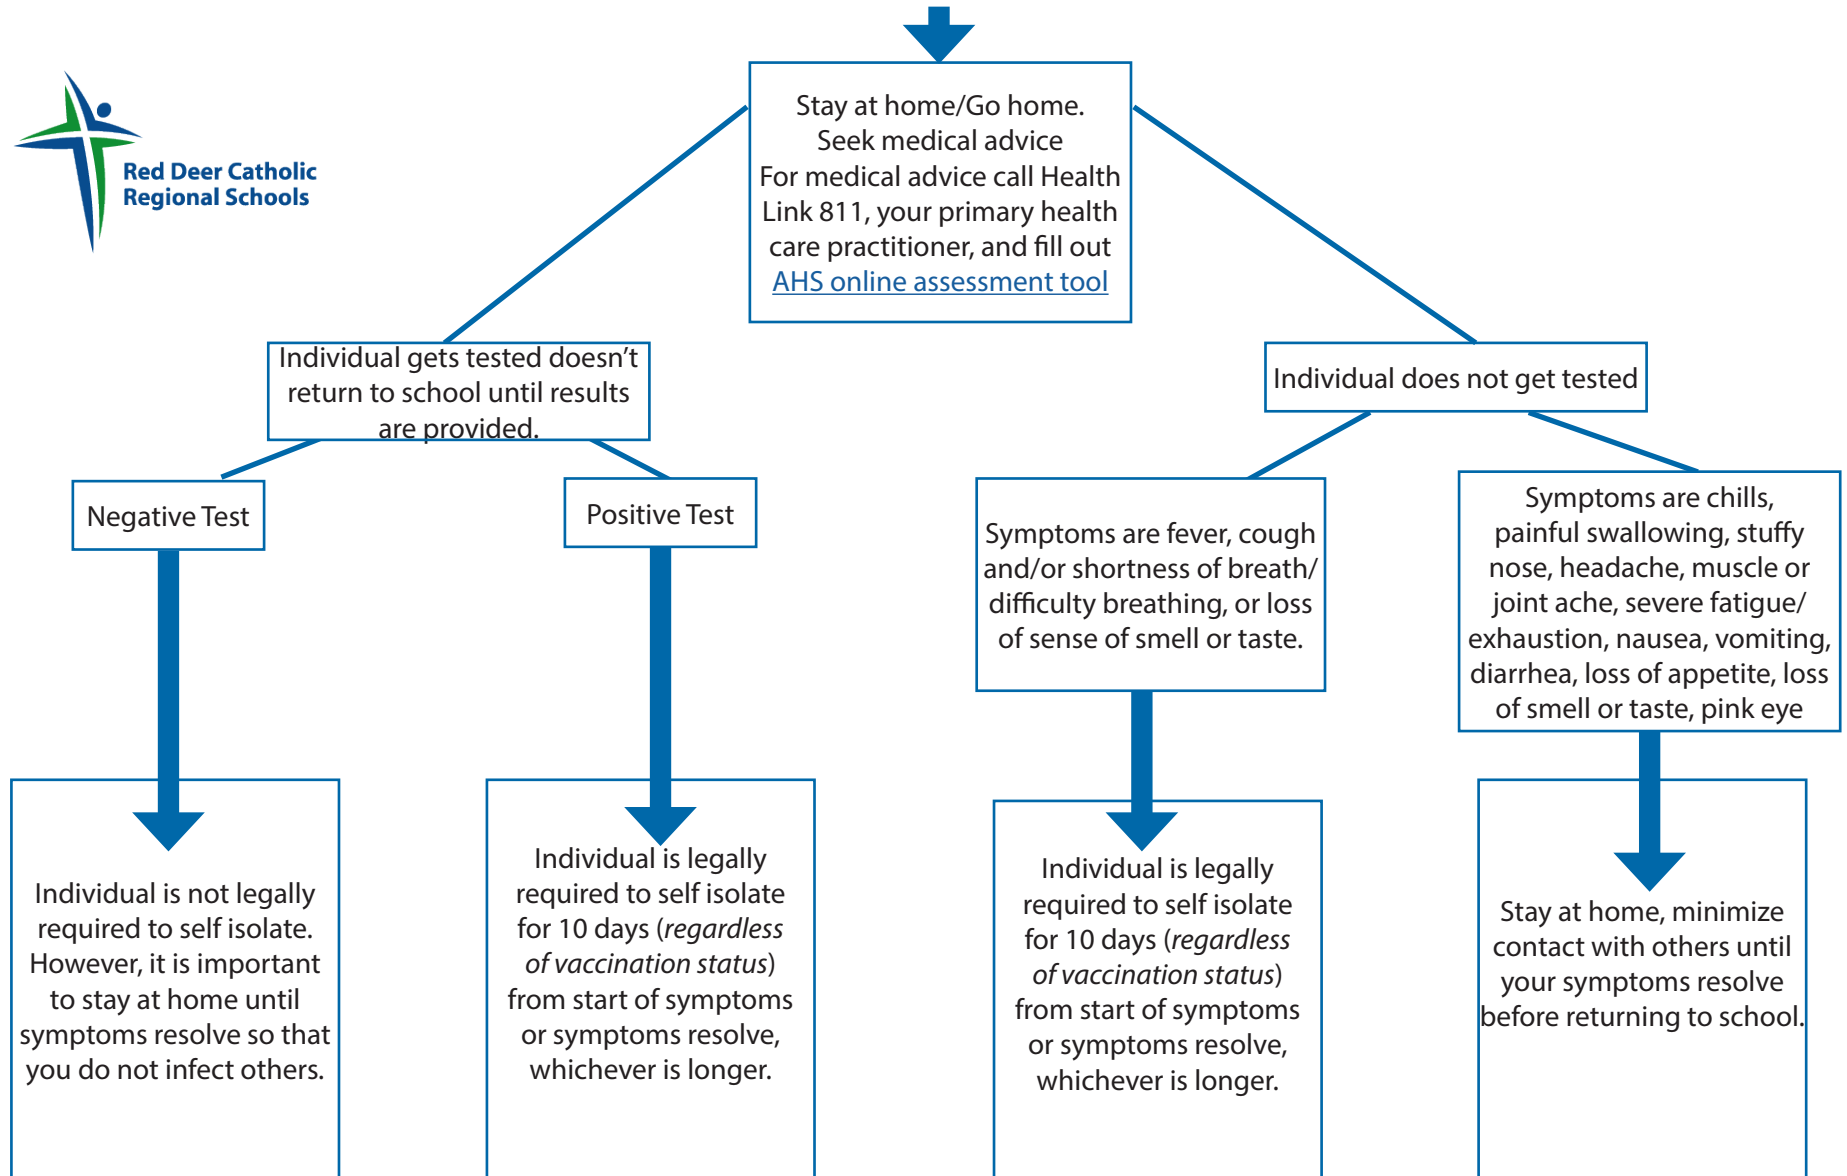 Red Deer Catholic
Regional Schools
Stay at home/Go home.
Seek medical advice
For medical advice call Health
Link 811, your primary health
care practitioner, and fill out
AHS online assessment tool
Individual gets tested doesn't
return to school until results
are provided.
Individual does not get tested
Negative Test
Positive Test
Symptoms are fever, cough
and/or shortness of breath/
difficulty breathing, or loss
of sense of smell or taste.
Symptoms are chills,
painful swallowing, stuffy
nose, headache, muscle or
joint ache, severe fatigue/
exhaustion, nausea, vomiting,
diarrhea, loss of appetite, loss
of smell or taste, pink eye
Individual is not legally
required to self isolate.
However, it is important
to stay at home until
symptoms resolve so that
you do not infect others.
Individual is legally
required to self isolate
for 10 days (regardless
of vaccination status)
from start of symptoms
or symptoms resolve,
whichever is longer.
Individual is legally
required to self isolate
for 10 days (regardless
of vaccination status)
from start of symptoms
or symptoms resolve,
whichever is longer.
Stay at home, minimize
contact with others until
your symptoms resolve
before returning to school.